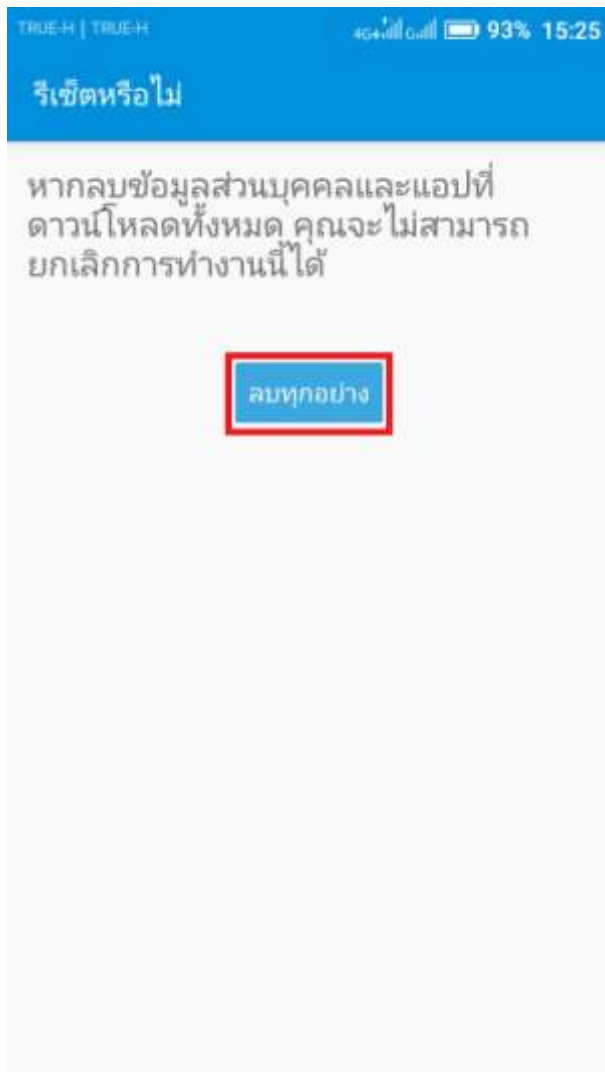 TRUE-H | TRUE-H 4G+ G 93% 15:25
รีเซ็ตหรือไม่
หากลบข้อมูลส่วนบุคคลและแอปที่
ดาวน์โหลดทั้งหมด คุณจะไม่สามารถ
ยกเลิกการทำงานนี้ได้
ลบทุกอย่าง